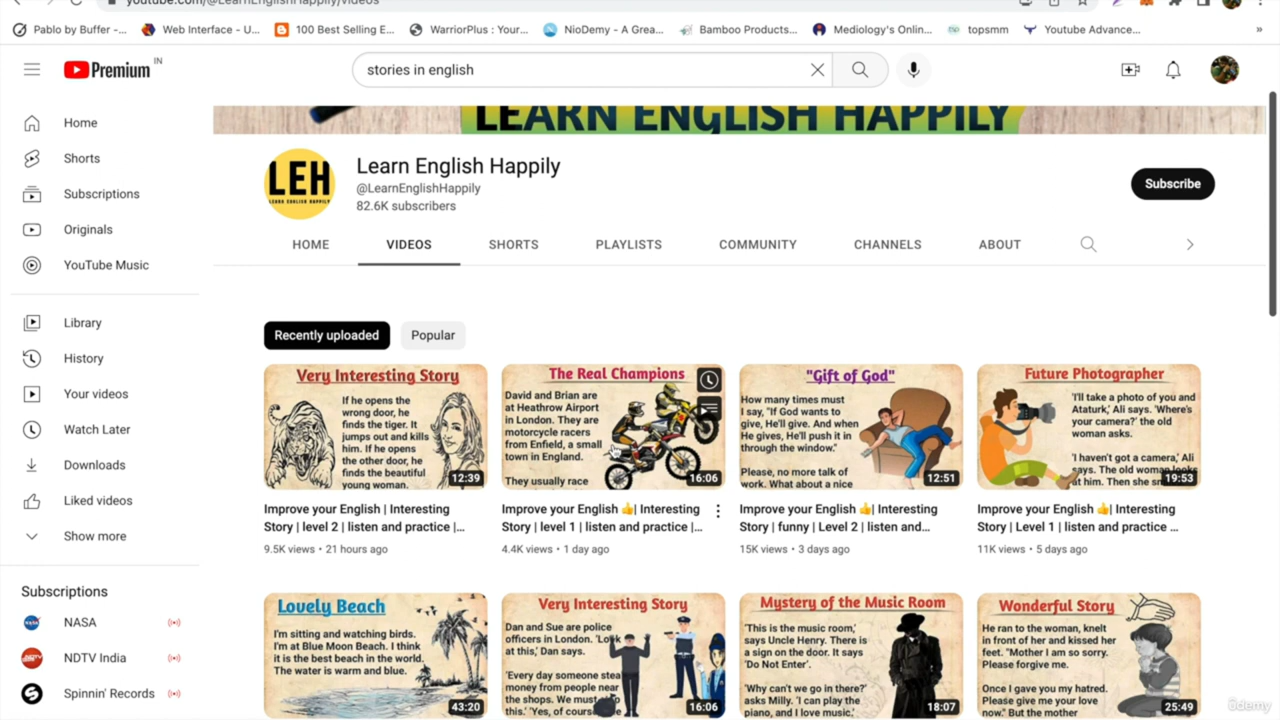 youtube.com/@LearnEnglishHappily/videos
Pablo by Buffer -... Web Interface - U... 100 Best Selling E... WarriorPlus : Your... NioDemy - A Grea... Bamboo Products... Mediology's Onlin... topsmm Youtube Advance... »
Premium IN
stories in english
Home
Shorts
Subscriptions
Originals
YouTube Music
Library
History
Your videos
Watch Later
Downloads
Liked videos
Show more
Subscriptions
NASA
NDTV India
Spinnin' Records
LEARN ENGLISH HAPPILY
LEH
LEARN ENGLISH HAPPILY
Learn English Happily
@LearnEnglishHappily
82.6K subscribers
Subscribe
HOME VIDEOS SHORTS PLAYLISTS COMMUNITY CHANNELS ABOUT
Recently uploaded Popular
Very Interesting Story
If he opens the
wrong door, he
finds the tiger. It
jumps out and kills
him. If he opens
the other door, he
finds the beautiful
young woman.
12:39
Improve your English | Interesting
Story | level 2 | listen and practice |...
9.5K views • 21 hours ago
The Real Champions
David and Brian are
at Heathrow Airport
in London. They are
motorcycle racers
from Enfield, a small
town in England.
They usually race
16:06
Improve your English 👍| Interesting
Story | level 1 | listen and practice |...
4.4K views • 1 day ago
"Gift of God"
How many times must
I say, "If God wants to
give, He'll give. And when
He gives, He'll push it in
through the window."
Please, no more talk of
work. What about a nice
12:51
Improve your English 👍| Interesting
Story | funny | Level 2 | listen and...
15K views • 3 days ago
Future Photographer
'I'll take a photo of you and
Ataturk,' Ali says. 'Where's
your camera?' the old
woman asks.
'I haven't got a camera,' Ali
says. The old woman looks
at him. Then she
19:53
Improve your English 👍| Interesting
Story | Level 1 | listen and practice ...
11K views • 5 days ago
Lovely Beach
I'm sitting and watching birds.
I'm at Blue Moon Beach. I think
it is the best beach in the world.
The water is warm and blue.
43:20
Very Interesting Story
Dan and Sue are police
officers in London. 'Look
at this,' Dan says.
'Every day someone
money from people near
the shops. We must
this.' 'Yes, of
16:06
Mystery of the Music Room
'This is the music room,'
says Uncle Henry. There is
a sign on the door. It says
'Do Not Enter'.
'Why can't we go in there?'
asks Milly. 'I can play the
piano, and I love music.'
18:07
Wonderful Story
He ran to the woman, knelt
in front of her and kissed her
feet. "Mother I am so sorry.
Please forgive me.
Once I gave you my hatred.
Please give me your love
now." But the mother
25:49
ûdemy